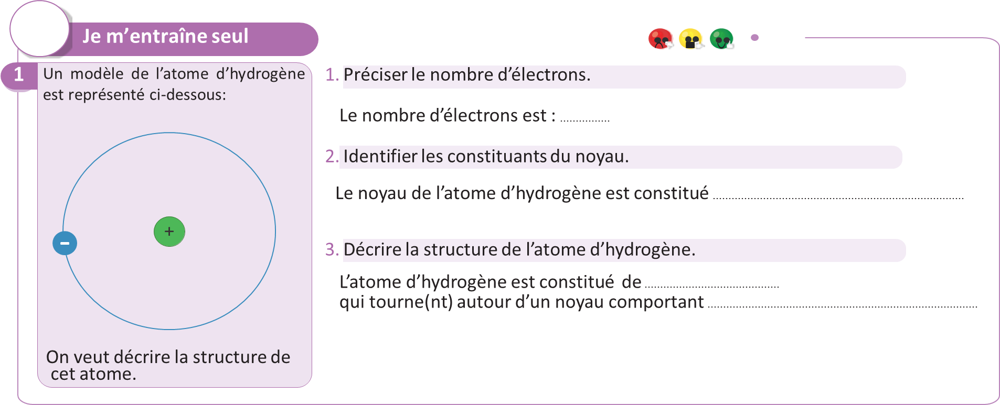 Je m’entraîne seul
1
Un modèle de l’atome d’hydrogène
est représenté ci-dessous:
+
-
On veut décrire la structure de
cet atome.
1. Préciser le nombre d’électrons.
Le nombre d’électrons est : ................
2. Identifier les constituants du noyau.
Le noyau de l’atome d’hydrogène est constitué ................................................................................
3. Décrire la structure de l’atome d’hydrogène.
L’atome d’hydrogène est constitué de ...........................................
qui tourne(nt) autour d’un noyau comportant ......................................................................................